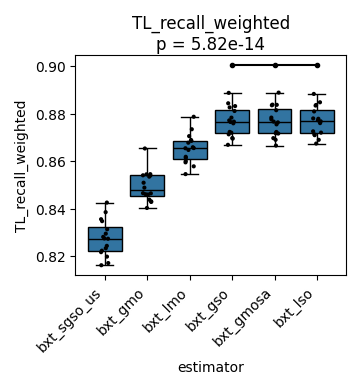 TL_recall_weighted
p = 5.82e-14
TL_recall_weighted
0.90
0.88
0.86
0.84
0.82
bxt_sgso_us
bxt_gmo
bxt_lmo
bxt_gso
bxt_gmosa
bxt_lso
estimator